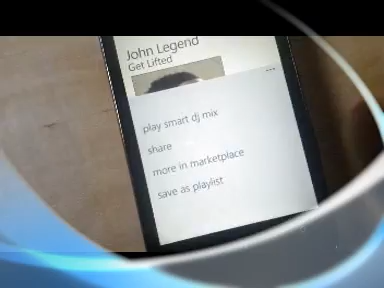 John Legend
Get Lifted
play smart dj mix
share
more in marketplace
save as playlist